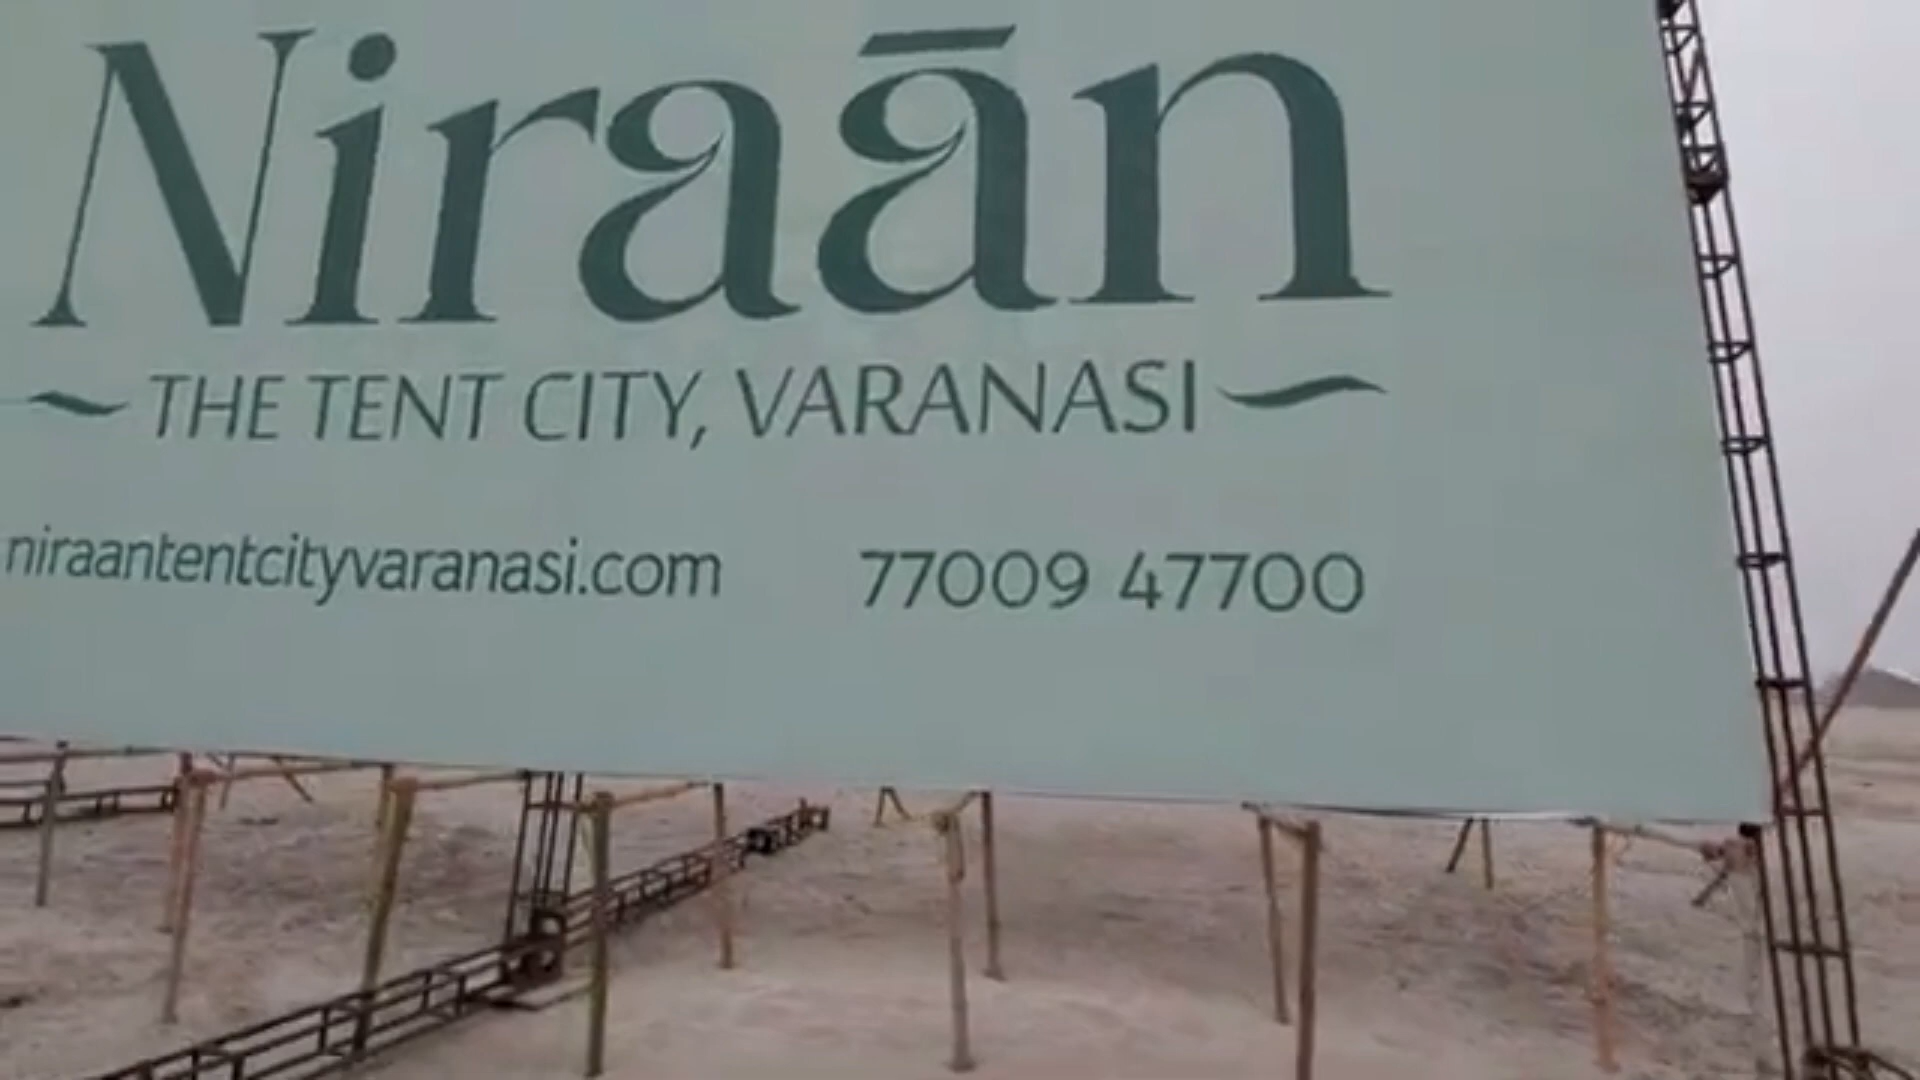 Niraān
~ THE TENT CITY, VARANASI ~
niraantentcityvaranasi.com 77009 47700